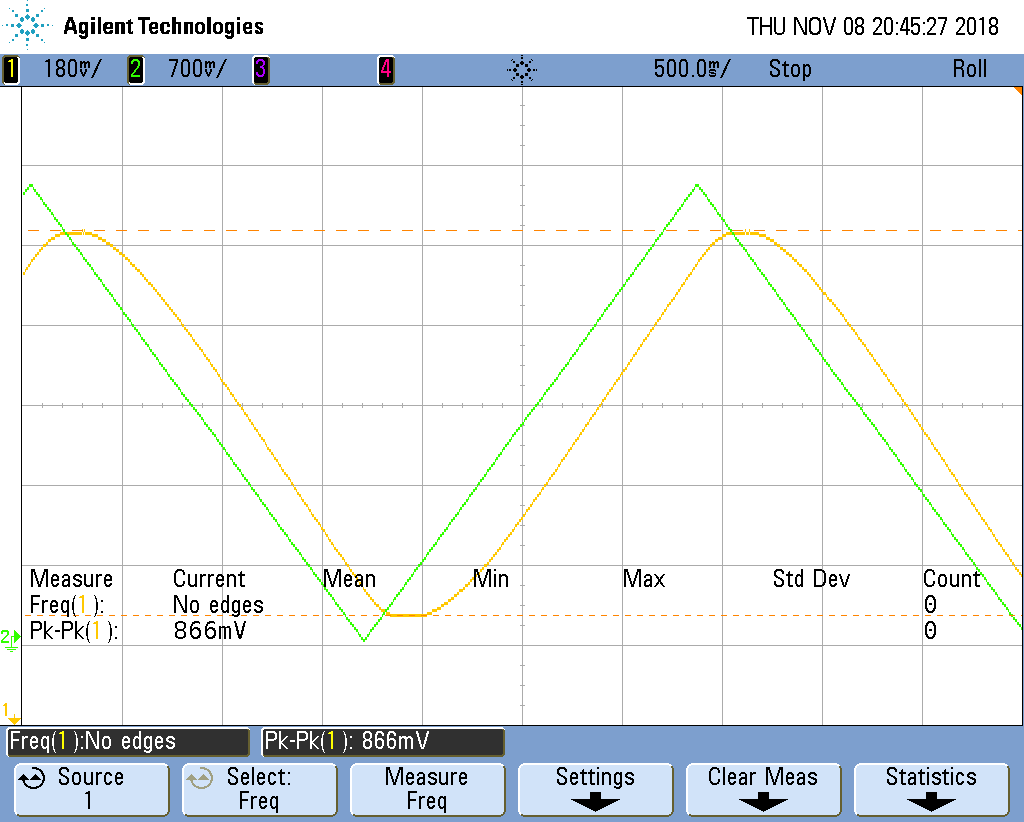 Agilent Technologies THU NOV 08 20:45:27 2018
1 180mV/ 2 700mV/ 3 4 500.0ms/ Stop Roll
Measure Current Mean Min Max Std Dev Count
Freq(1): No edges 0
2 Pk-Pk(1): 866mV 0
1
Freq(1):No edges Pk-Pk(1): 866mV
Source Select: Measure Settings Clear Meas Statistics
1 Freq Freq